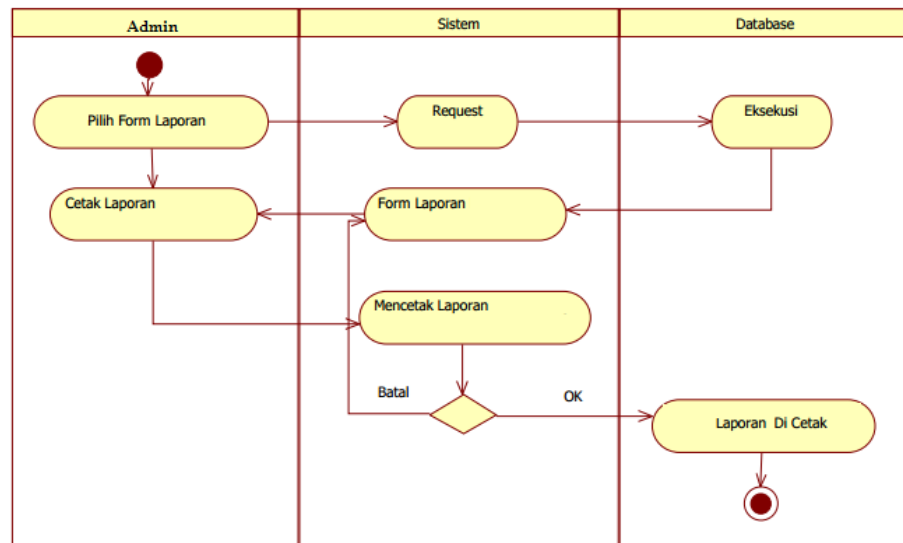 Admin
Sistem
Database
Pilih Form Laporan
Request
Eksekusi
Cetak Laporan
Form Laporan
Mencetak Laporan
Batal
OK
Laporan Di Cetak